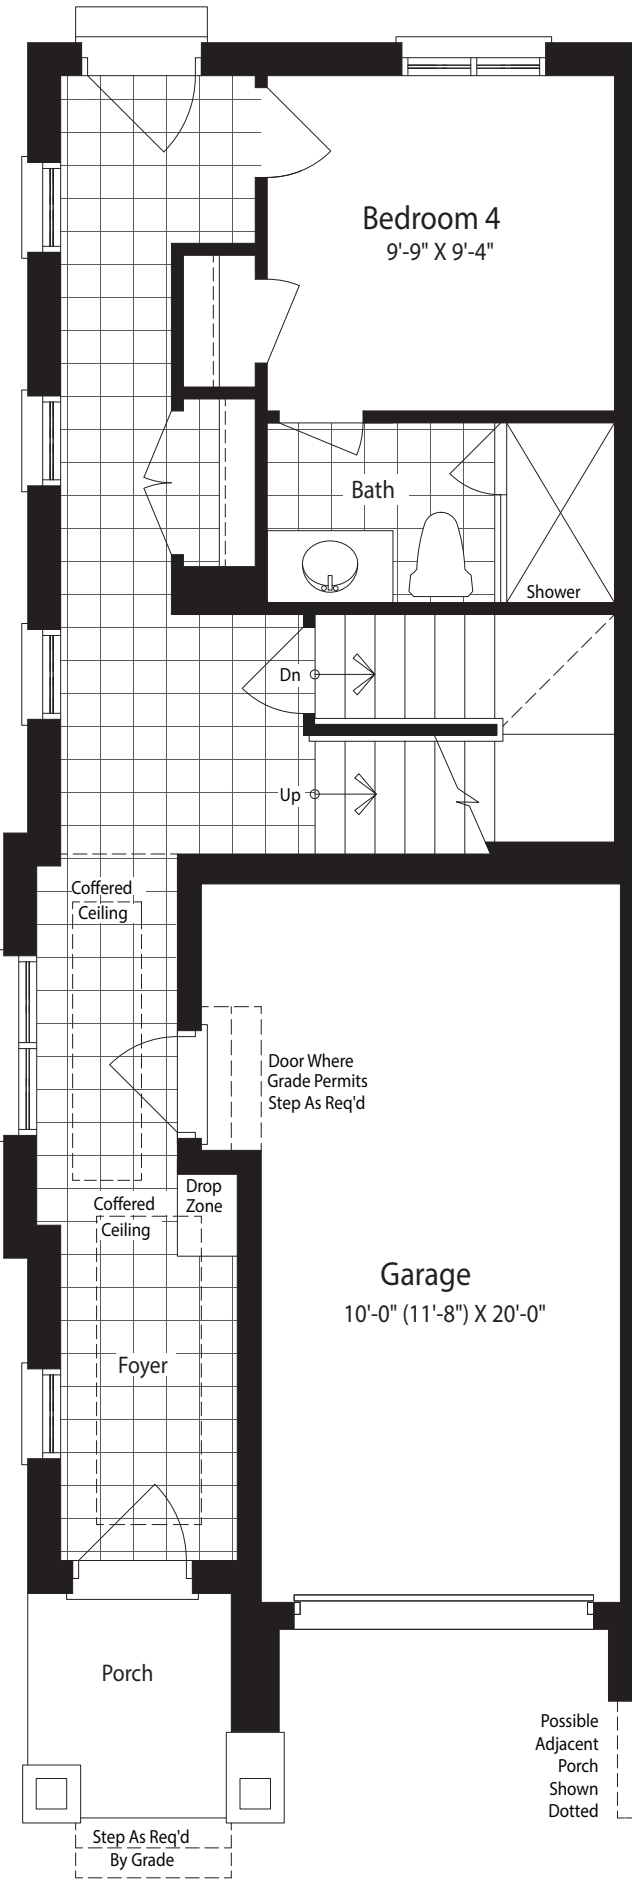 Bedroom 4
9'-9" X 9'-4"
Bath
Shower
Dn
Up
Coffered
Ceiling
Door Where
Grade Permits
Step As Req'd
Drop
Zone
Coffered
Ceiling
Garage
10'-0" (11'-8") X 20'-0"
Foyer
Porch
Possible
Adjacent
Porch
Shown
Dotted
Step As Req'd
By Grade